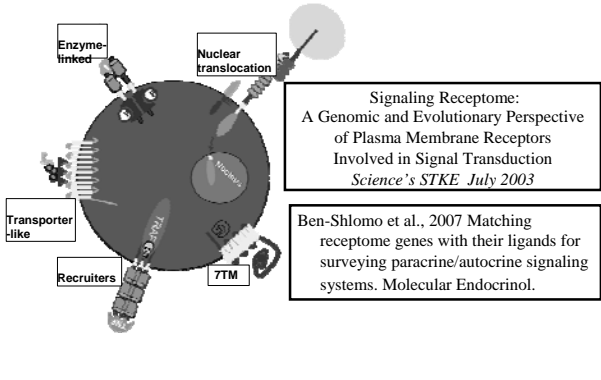 Enzyme-
linked
Nuclear
translocation
Signaling Receptome:
A Genomic and Evolutionary Perspective
of Plasma Membrane Receptors
Involved in Signal Transduction
Science's STKE July 2003
Nucleus
Transporter
-like
TRAF
Ben-Shlomo et al., 2007 Matching
receptome genes with their ligands for
surveying paracrine/autocrine signaling
systems. Molecular Endocrinol.
Recruiters
7TM